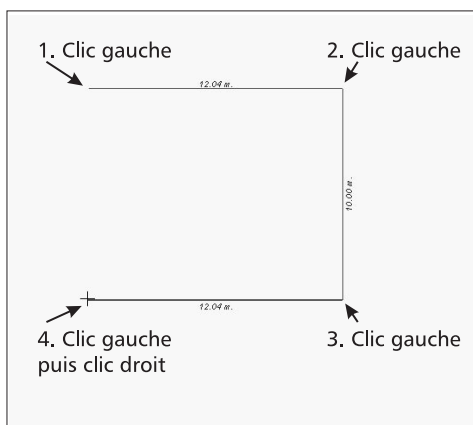 1. Clic gauche
2. Clic gauche
12.04 m.
10.00 m.
12.04 m.
4. Clic gauche
puis clic droit
3. Clic gauche